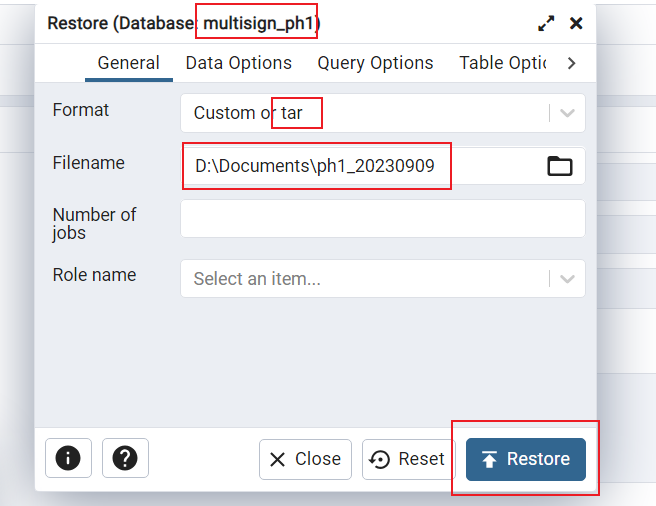 Restore (Database: multisign_ph1)
General Data Options Query Options Table Optic
Format Custom or tar
Filename D:\Documents\ph1_20230909
Number of
jobs
Role name Select an item...
Close Reset Restore